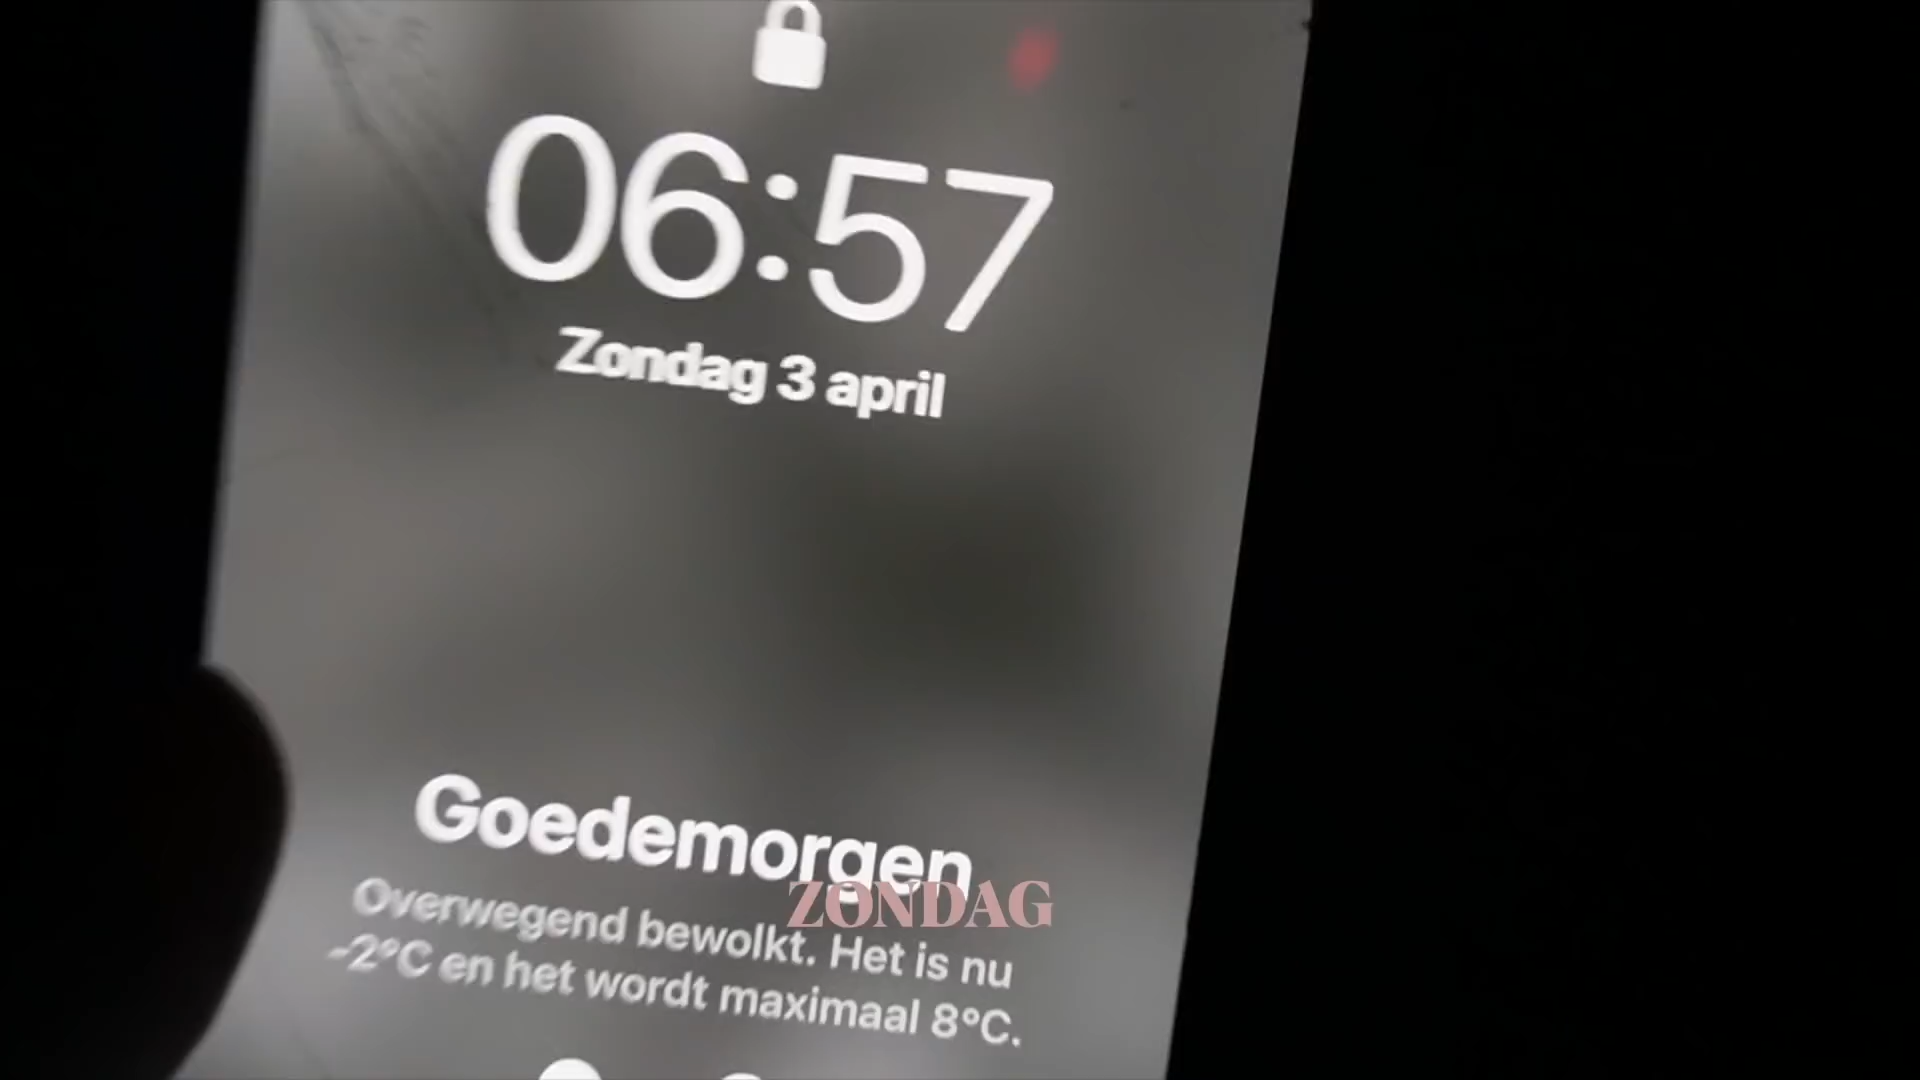 06:57
Zondag 3 april
Goedemorgen
ZONDAG
Overwegend bewolkt. Het is nu
-2°C en het wordt maximaal 8°C.